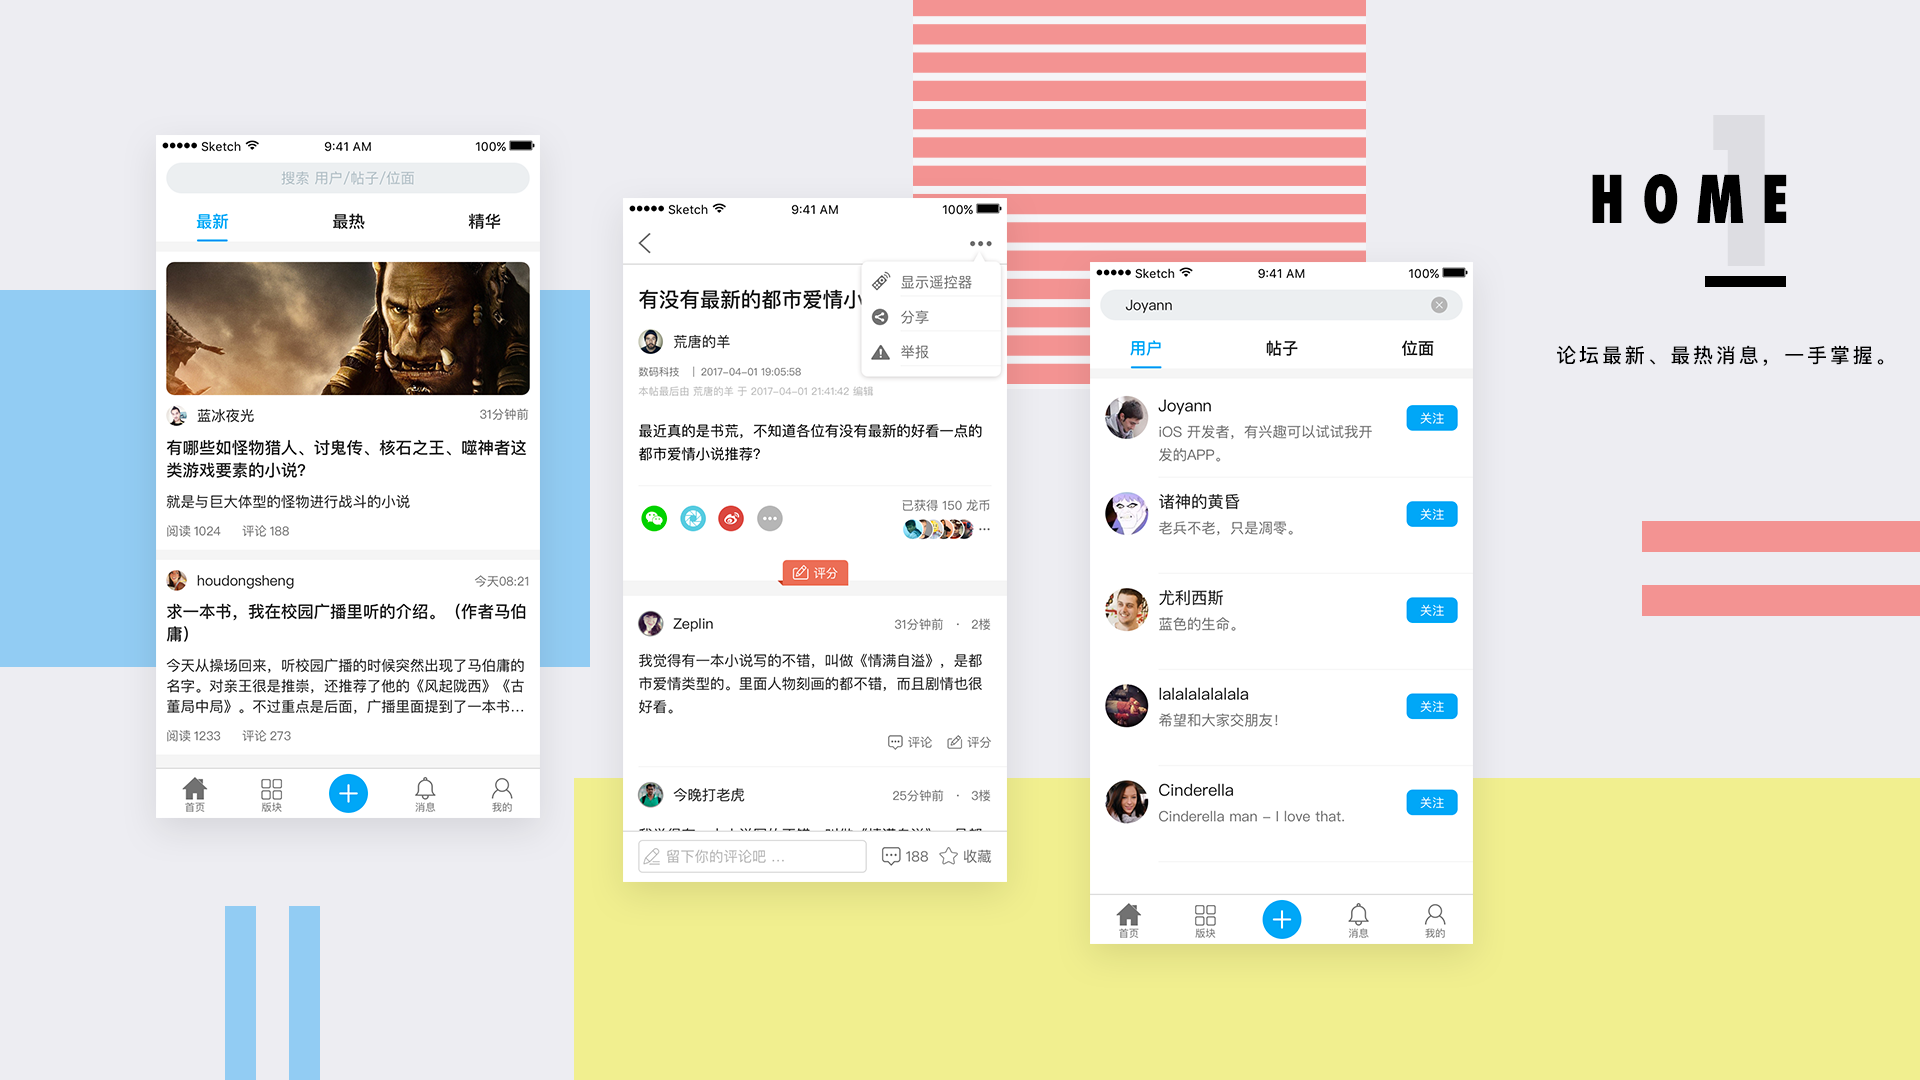 Sketch 9:41 AM 100%
搜索 用户/帖子/位面
最新 最热 精华
蓝冰夜光 31分钟前
有哪些如怪物猎人、讨鬼传、核石之王、噬神者这
类游戏要素的小说?
就是与巨大体型的怪物进行战斗的小说
阅读 1024 评论 188
houdongsheng 今天08:21
求一本书，我在校园广播里听的介绍。（作者马伯
庸）
今天从操场回来，听校园广播的时候突然出现了马伯庸的
名字。对亲王很是推崇，还推荐了他的《风起陇西》《古
董局中局》。不过重点是后面，广播里面提到了一本书...
阅读 1233 评论 273
首页 版块 消息 我的
Sketch 9:41 AM 100%
有没有最新的都市爱情小
显示遥控器
分享
举报
荒唐的羊
数码科技 | 2017-04-01 19:05:58
本帖最后由 荒唐的羊 于 2017-04-01 21:41:42 编辑
最近真的是书荒，不知道各位有没有最新的好看一点的
都市爱情小说推荐?
已获得 150 龙币
...
评分
Zeplin 31分钟前 · 2楼
我觉得有一本小说写的不错，叫做《情满自溢》，是都
市爱情类型的。里面人物刻画的都不错，而且剧情也很
好看。
评论 评分
今晚打老虎 25分钟前 · 3楼
留下你的评论吧 ... 188 收藏
Sketch 9:41 AM 100%
Joyann
用户 帖子 位面
Joyann 关注
iOS 开发者，有兴趣可以试试我开
发的APP。
诸神的黄昏 关注
老兵不老，只是凋零。
尤利西斯 关注
蓝色的生命。
lalalalalalala 关注
希望和大家交朋友!
Cinderella 关注
Cinderella man – I love that.
首页 版块 消息 我的
1
HOME
论坛最新、最热消息，一手掌握。